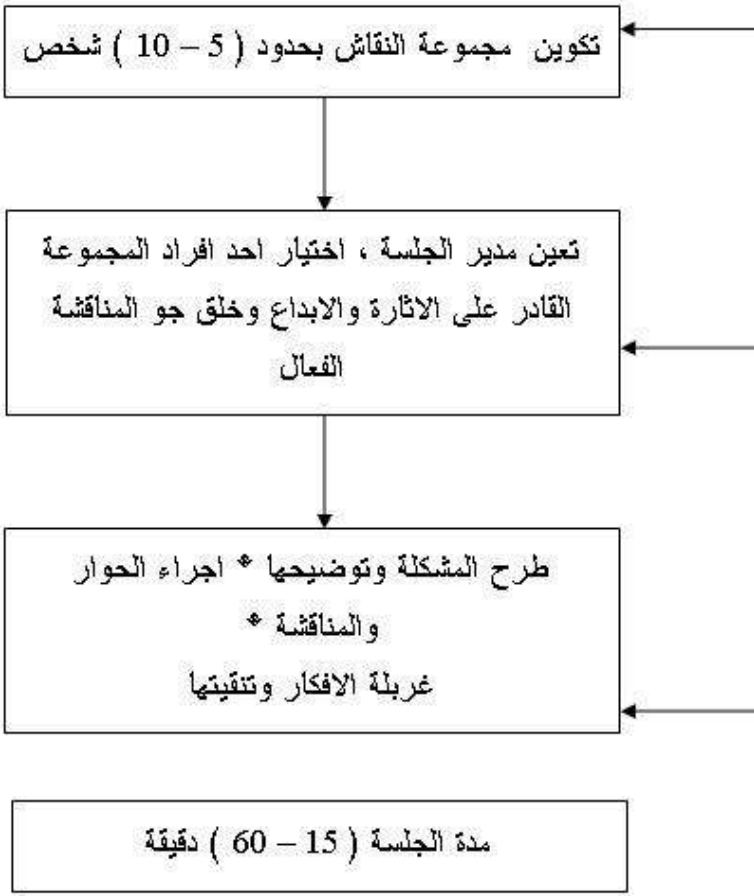 تكوين مجموعة النقاش بحدود ( 5 – 10 ) شخص
تعين مدير الجلسة ، اختيار احد افراد المجموعة
القادر على الاثارة والابداع وخلق جو المناقشة
الفعال
طرح المشكلة وتوضيحها * اجراء الحوار
والمناقشة *
غربلة الافكار وتنقيتها
مدة الجلسة ( 15 – 60 ) دقيقة